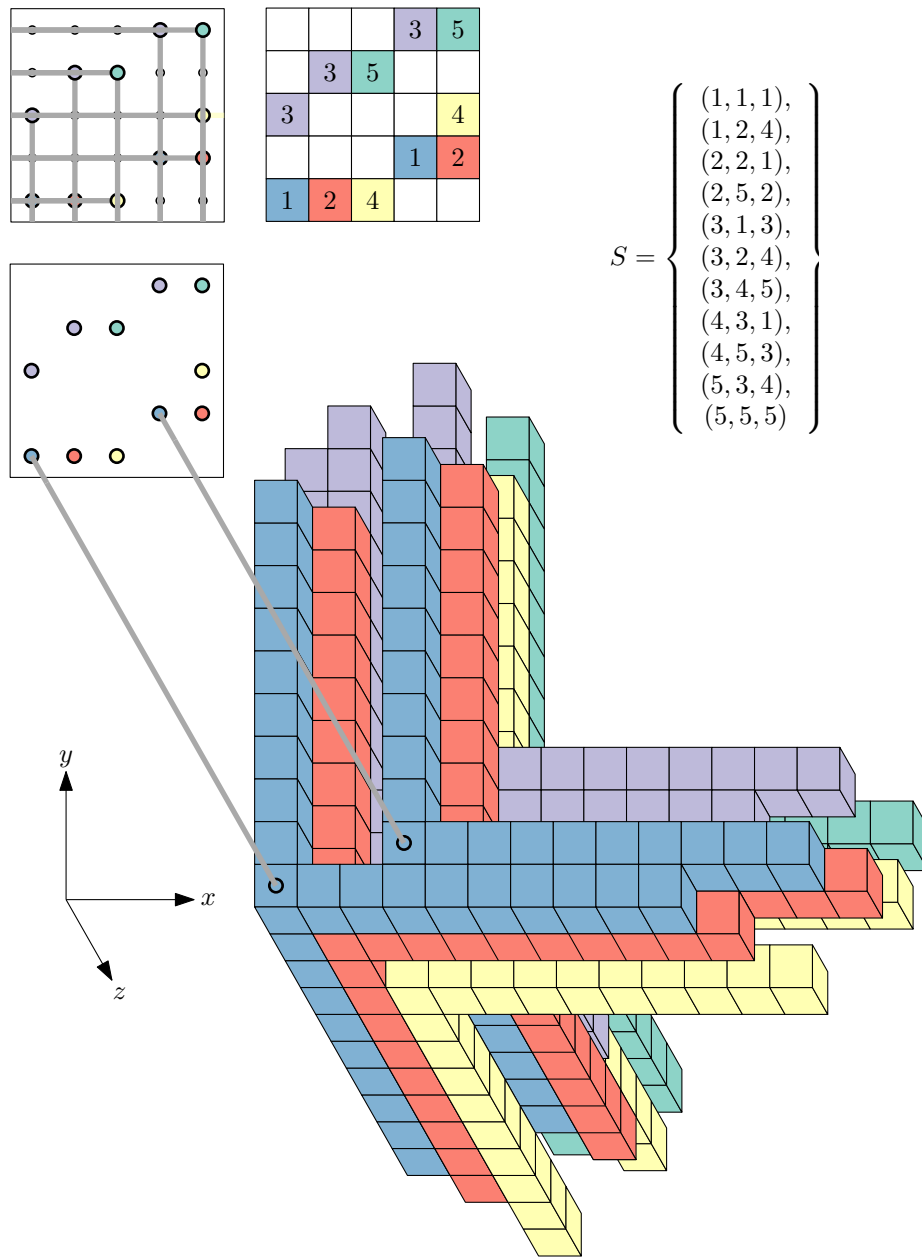 3 5
3 5
3 4
1 2
1 2 4
S = { (1, 1, 1),
(1, 2, 4),
(2, 2, 1),
(2, 5, 2),
(3, 1, 3),
(3, 2, 4),
(3, 4, 5),
(4, 3, 1),
(4, 5, 3),
(5, 3, 4),
(5, 5, 5) }
y
x
z